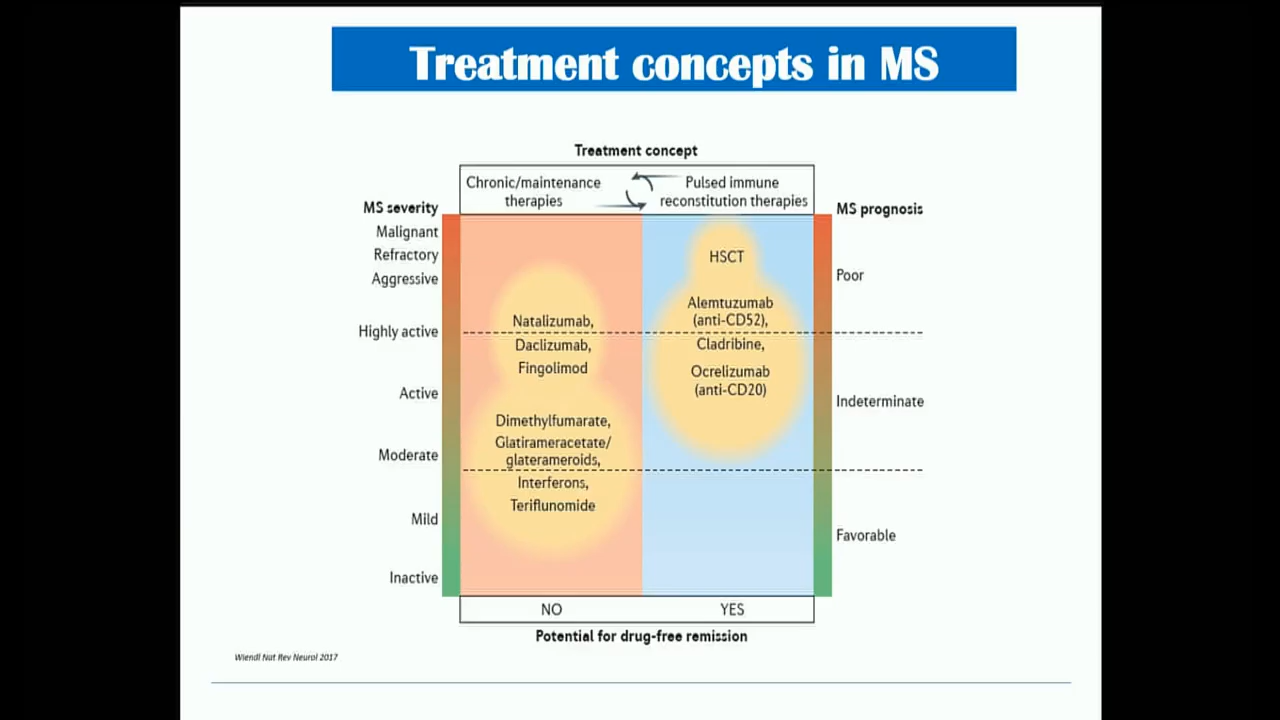 Treatment concepts in MS
Treatment concept
Chronic/maintenance
therapies
Pulsed immune
reconstitution therapies
MS severity
Malignant
Refractory
Aggressive
Highly active
Active
Moderate
Mild
Inactive
Natalizumab,
Daclizumab,
Fingolimod
Dimethylfumarate,
Glatirameracetate/
glaterameroids,
Interferons,
Teriflunomide
HSCT
Alemtuzumab
(anti-CD52),
Cladribine,
Ocrelizumab
(anti-CD20)
MS prognosis
Poor
Indeterminate
Favorable
NO
YES
Potential for drug-free remission
Wiendl Nat Rev Neurol 2017